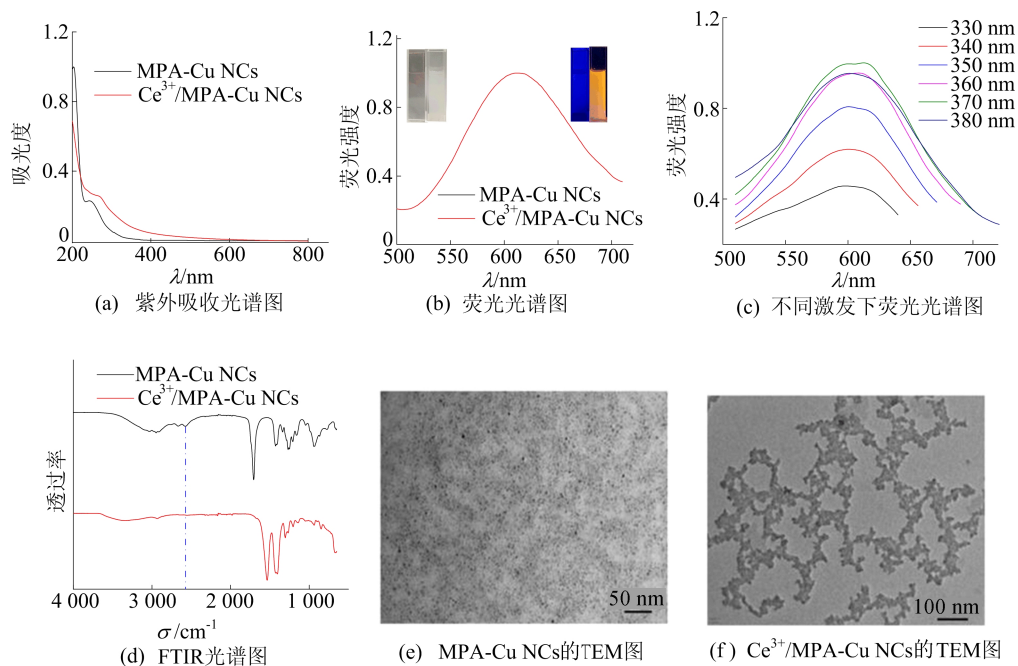 1.2
1.0
0.8
0.4
0
吸光度
MPA-Cu NCs
Ce³⁺/MPA-Cu NCs
200 400 600 800
λ/nm
(a) 紫外吸收光谱图
1.2
0.8
0.4
0
荧光强度
MPA-Cu NCs
Ce³⁺/MPA-Cu NCs
500 550 600 650 700
λ/nm
(b) 荧光光谱图
1.2
0.8
0.4
荧光强度
330 nm
340 nm
350 nm
360 nm
370 nm
380 nm
500 550 600 650 700
λ/nm
(c) 不同激发下荧光光谱图
MPA-Cu NCs
Ce³⁺/MPA-Cu NCs
透过率
4 000 3 000 2 000 1 000
σ/cm⁻¹
(d) FTIR光谱图
50 nm
(e) MPA-Cu NCs的TEM图
100 nm
(f) Ce³⁺/MPA-Cu NCs的TEM图